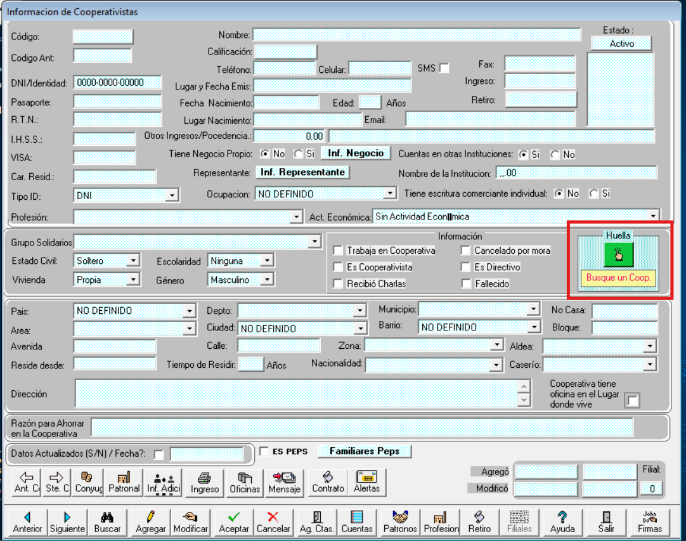 Informacion de Cooperativistas
Código: Nombre: Estado :
Activo
Codigo Ant: Calificación:
Teléfono: Celular: SMS Fax:
DNI/Identidad: 0000-0000-00000 Lugar y Fecha Emis: Ingreso:
Pasaporte: Fecha Nacimiento: Edad: Años Retiro:
R.T.N.: Lugar Nacimiento: Email:
I.H.S.S.: Otros Ingresos/Pocedencia.: 0.00
VISA: Tiene Negocio Propio: No Si Inf. Negocio Cuentas en otras Instituciones: Si No
Car. Resid.: Representante: Inf. Representante Nombre de la Institucion: ,,.00
Tipo ID: DNI Ocupacion: NO DEFINIDO Tiene escritura comerciante individual: No Si
Profesión: Act. Económica: Sin Actividad Econ||mica
Grupo Solidarios
Información
Huella
Estado Civil: Soltero Escolaridad Ninguna
Trabaja en Cooperativa Cancelado por mora
Es Cooperativista Es Directivo
Busque un Coop.
Vivienda Propia Género Masculino
Recibió Charlas Fallecido
Pais: NO DEFINIDO Depto: Municipio: No Casa:
Area: Ciudad: NO DEFINIDO Barrio: NO DEFINIDO Bloque:
Avenida Calle: Zona: Aldea:
Reside desde: Tiempo de Residir: Años Nacionalidad: Caserío:
Dirección
Cooperativa tiene
oficina en el Lugar
donde vive
Razón para Ahorrar
en la Cooperativa
Datos Actualizados (S/N) / Fecha?: ES PEPS Familiares Peps
Ant. C Ste. C Conyug Patronal Inf. Adici Ingreso Oficinas Mensaje Contrato Alertas
Agregó Filial:
Modificó 0
Anterior Siguiente Buscar Agregar Modificar Aceptar Cancelar Ag. Ctas. Cuentas Patronos Profesion Retiro Filiales Ayuda Salir Firmas